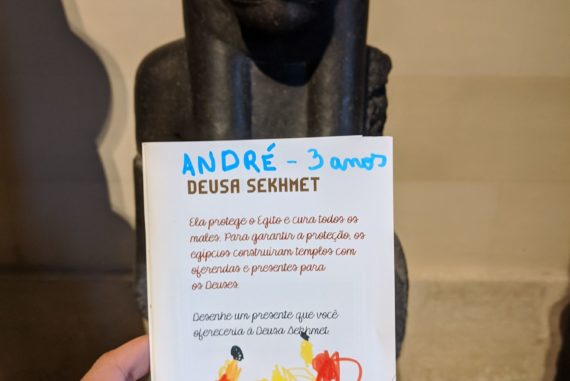 ANDRÉ - 3 anos
DEUSA SEKHMET
Ela protege o Egito e cura todos os
males. Para garantir a proteção, os
egípcios construíram templos com
oferendas e presentes para
os Deuses.
Desenhe um presente que você
ofereceria à Deusa Sekhmet.